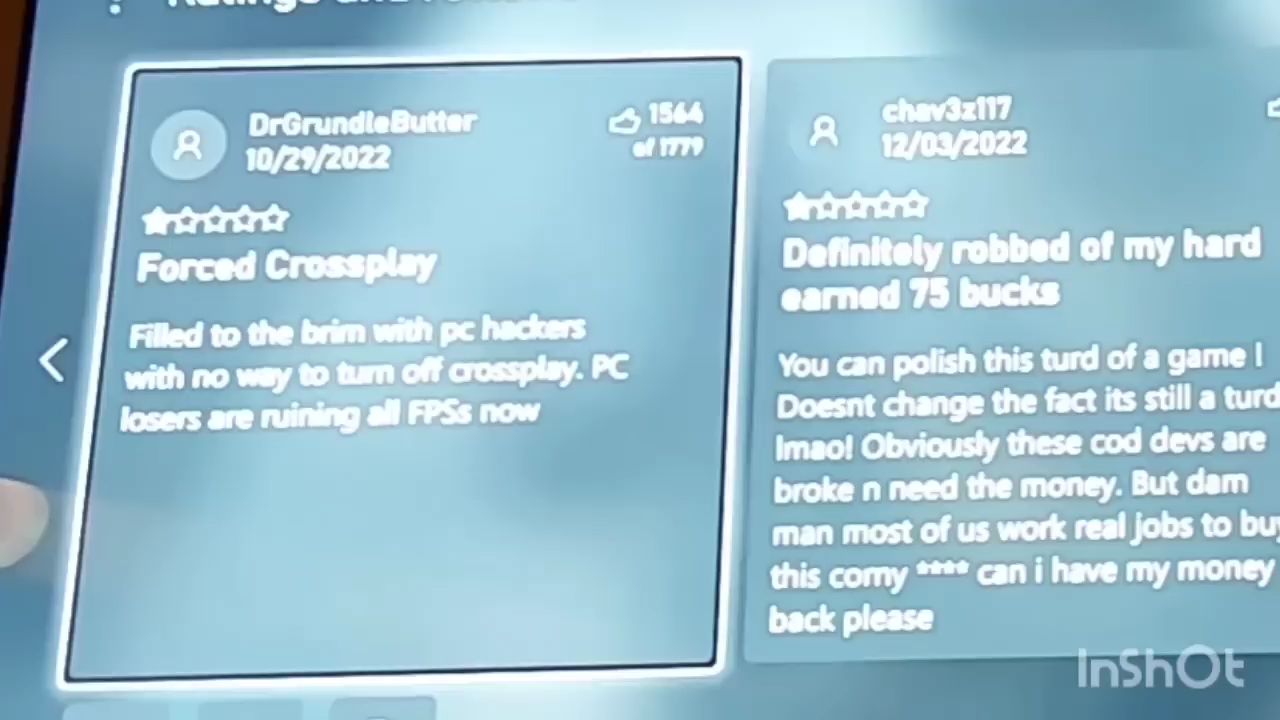 Ratings and
DrGrundleButter
10/29/2022
1564
of 1779
Forced Crossplay
Filled to the brim with pc hackers
with no way to turn off crossplay. PC
losers are ruining all FPSs now
chav3z117
12/03/2022
Definitely robbed of my hard
earned 75 bucks
You can polish this turd of a game I
Doesnt change the fact its still a turd
lmao! Obviously these cod devs are
broke n need the money. But dam
man most of us work real jobs to buy
this corny **** can i have my money
back please
InShOt